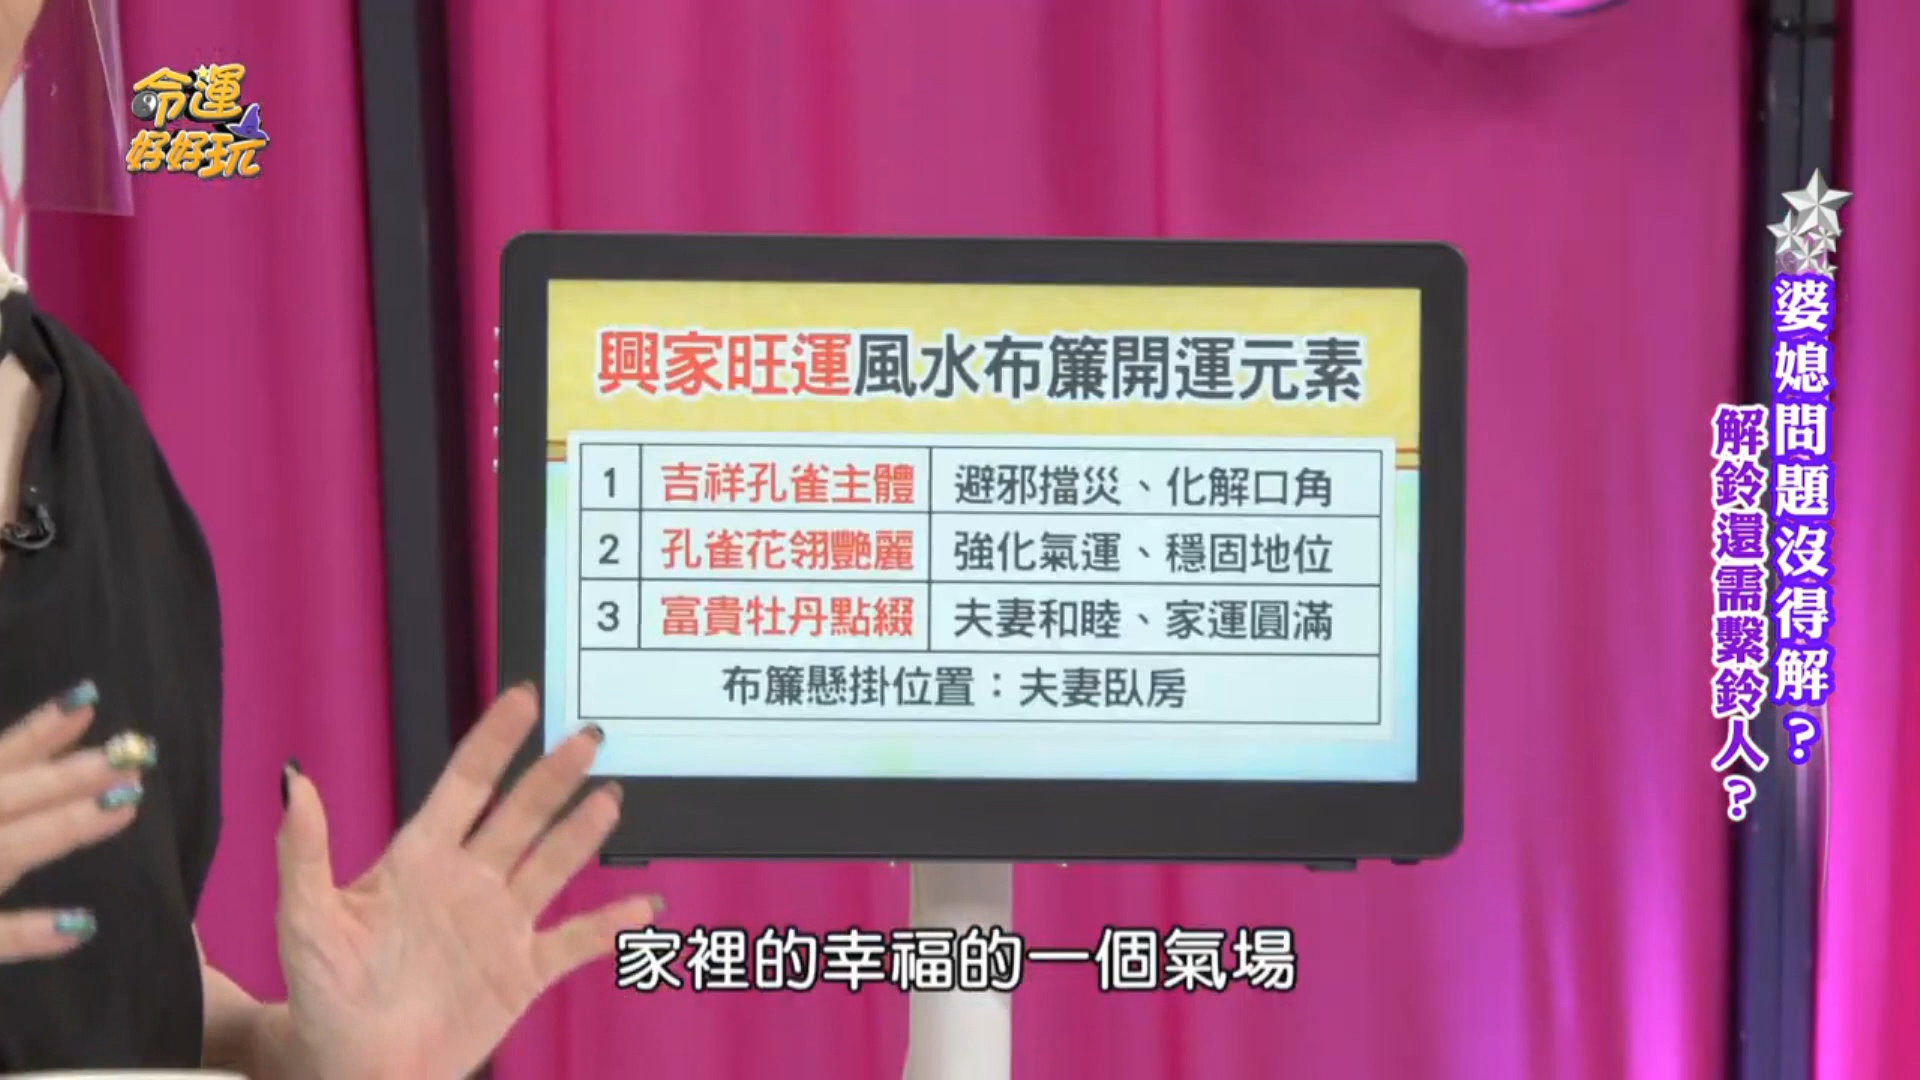 命運
好好玩
婆媳問題沒得解?
解鈴還需繫鈴人?
興家旺運風水布簾開運元素
1 吉祥孔雀主體 避邪擋災、化解口角
2 孔雀花翎艷麗 強化氣運、穩固地位
3 富貴牡丹點綴 夫妻和睦、家運圓滿
布簾懸掛位置：夫妻臥房
家裡的幸福的一個氣場